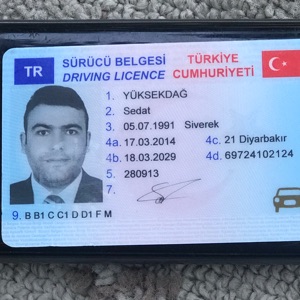 TR SÜRÜCÜ BELGESİ TÜRKİYE
DRIVING LICENCE CUMHURİYETİ
1. YÜKSEKDAĞ
2. Sedat
3. 05.07.1991 Siverek
4a. 17.03.2014 4c. 21 Diyarbakır
4b. 18.03.2029 4d. 69724102124
5. 280913
7.
9. B B1 C C1 D D1 F M